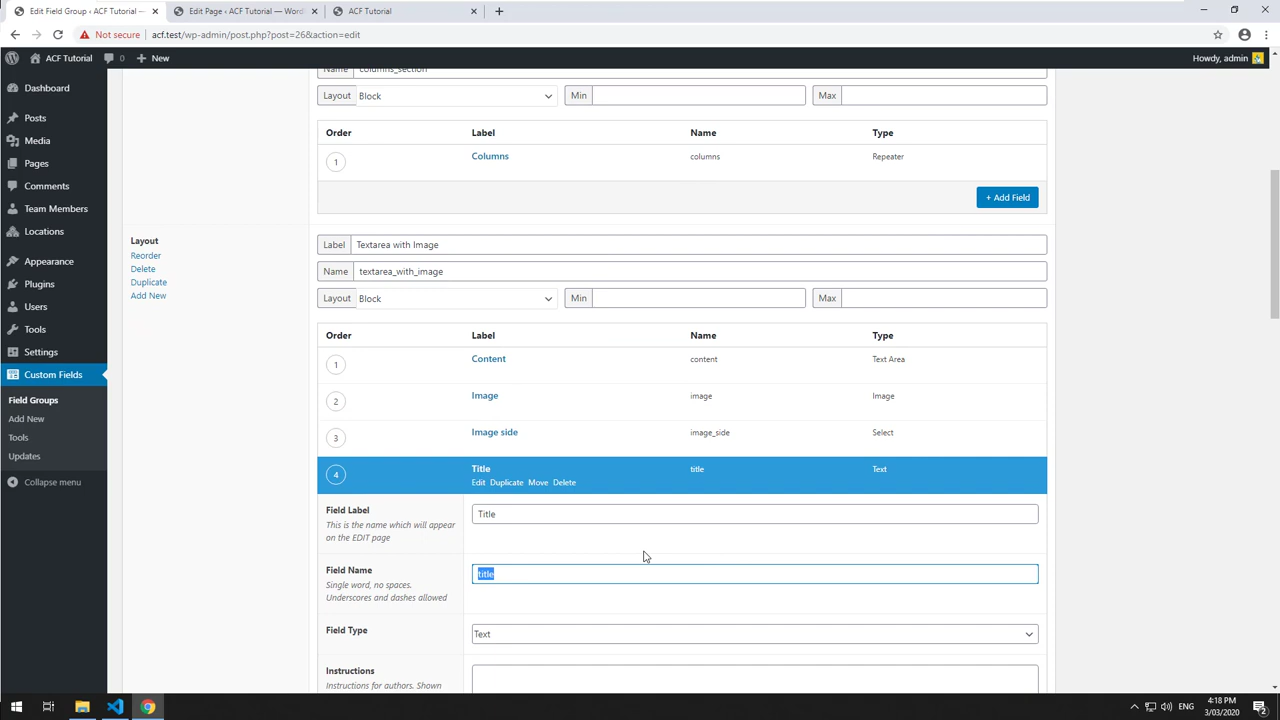 Edit Field Group ‹ ACF Tutorial —
Edit Page ‹ ACF Tutorial — Word
ACF Tutorial
Not secure
acf.test/wp-admin/post.php?post=26&action=edit
ACF Tutorial
0
New
Howdy, admin
Dashboard
Posts
Media
Pages
Comments
Team Members
Locations
Appearance
Plugins
Users
Tools
Settings
Custom Fields
Field Groups
Add New
Tools
Updates
Collapse menu
Name columns_section
Layout Block Min Max
Order Label Name Type
1 Columns columns Repeater
+ Add Field
Layout
Reorder
Delete
Duplicate
Add New
Label Textarea with Image
Name textarea_with_image
Layout Block Min Max
Order Label Name Type
1 Content content Text Area
2 Image image Image
3 Image side image_side Select
4 Title title Text
Edit Duplicate Move Delete
Field Label
This is the name which will appear
on the EDIT page
Title
Field Name
Single word, no spaces.
Underscores and dashes allowed
title
Field Type
Text
Instructions
Instructions for authors. Shown
ENG
4:18 PM
3/03/2020
2